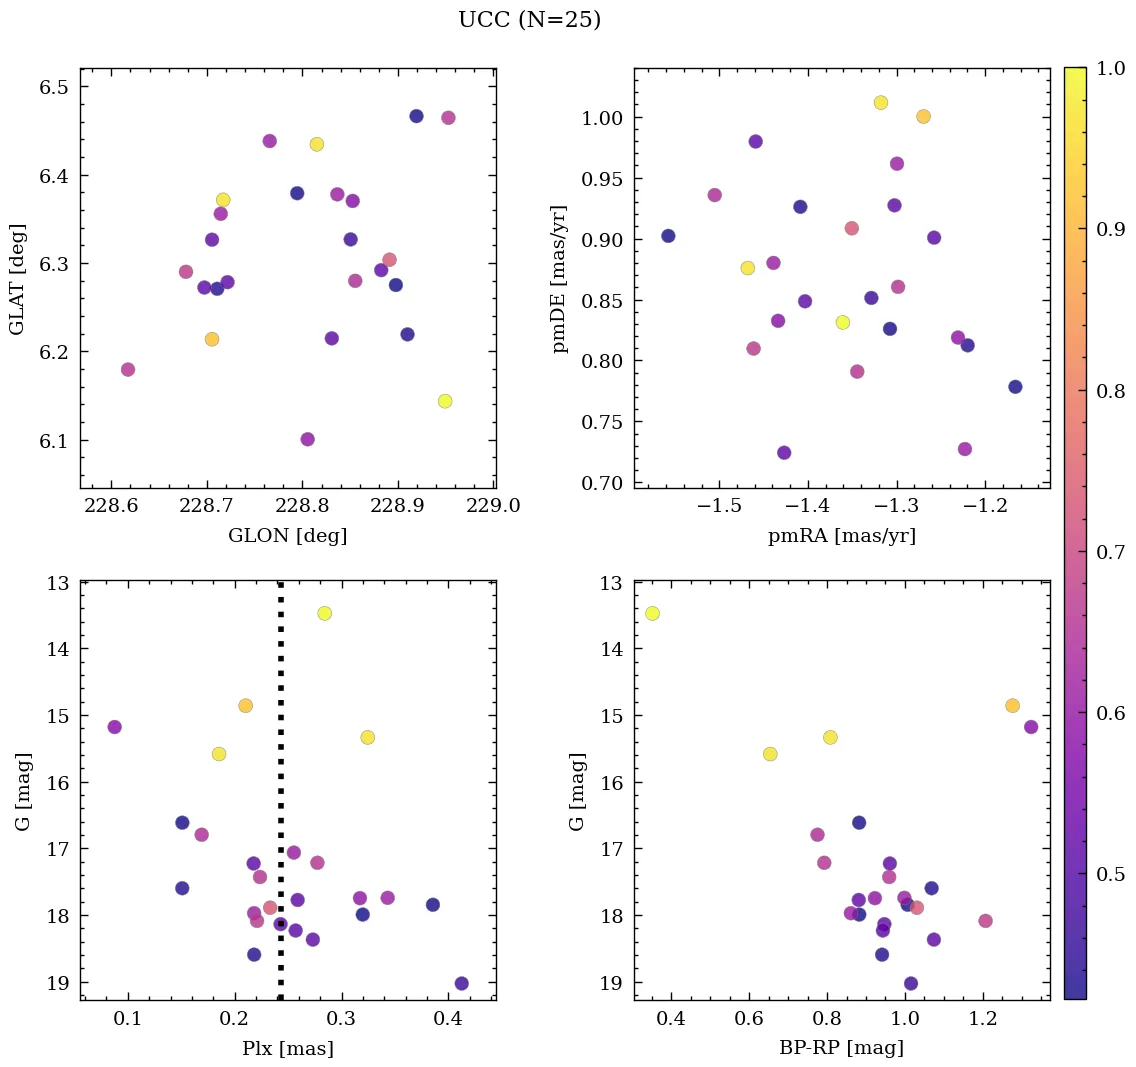 UCC (N=25)
6.5
6.4
6.3
6.2
6.1
GLAT [deg]
228.6 228.7 228.8 228.9 229.0
GLON [deg]
1.00
0.95
0.90
0.85
0.80
0.75
0.70
pmDE [mas/yr]
−1.5 −1.4 −1.3 −1.2
pmRA [mas/yr]
13
14
15
16
17
18
19
G [mag]
0.1 0.2 0.3 0.4
Plx [mas]
13
14
15
16
17
18
19
G [mag]
0.4 0.6 0.8 1.0 1.2
BP-RP [mag]
1.0
0.9
0.8
0.7
0.6
0.5